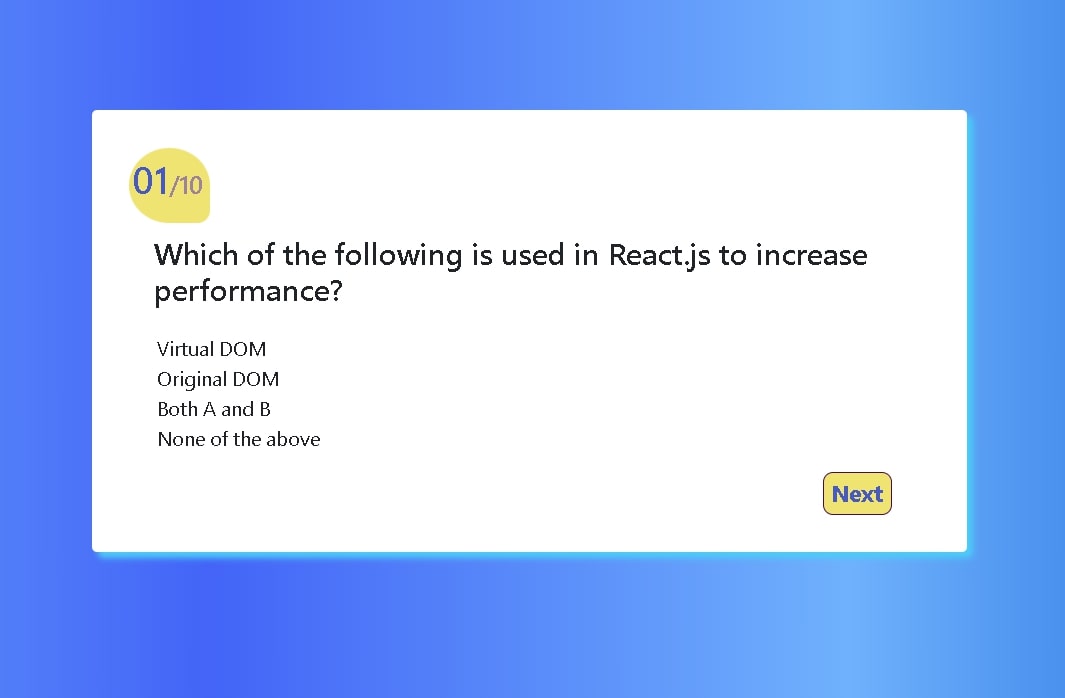 01/10
Which of the following is used in React.js to increase
performance?
Virtual DOM
Original DOM
Both A and B
None of the above
Next